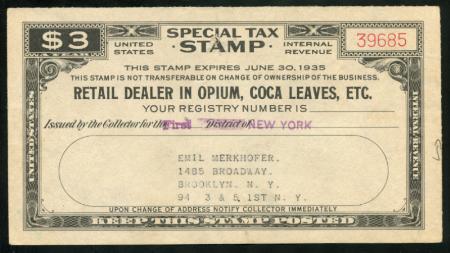 $3
A YEAR
SPECIAL TAX
STAMP
UNITED
STATES
INTERNAL
REVENUE
39685
THIS STAMP EXPIRES JUNE 30, 1935
THIS STAMP IS NOT TRANSFERABLE ON CHANGE OF OWNERSHIP OF THE BUSINESS.
RETAIL DEALER IN OPIUM, COCA LEAVES, ETC.
YOUR REGISTRY NUMBER IS
Issued by the Collector for the First District of NEW YORK
UNITED STATES
INTERNAL REVENUE
EMIL MERKHOFER.
1485 BROADWAY.
BROOKLYN. N. Y.
94 3 & 5 1ST N. Y.
UPON CHANGE OF ADDRESS NOTIFY COLLECTOR IMMEDIATELY
KEEP THIS STAMP POSTED